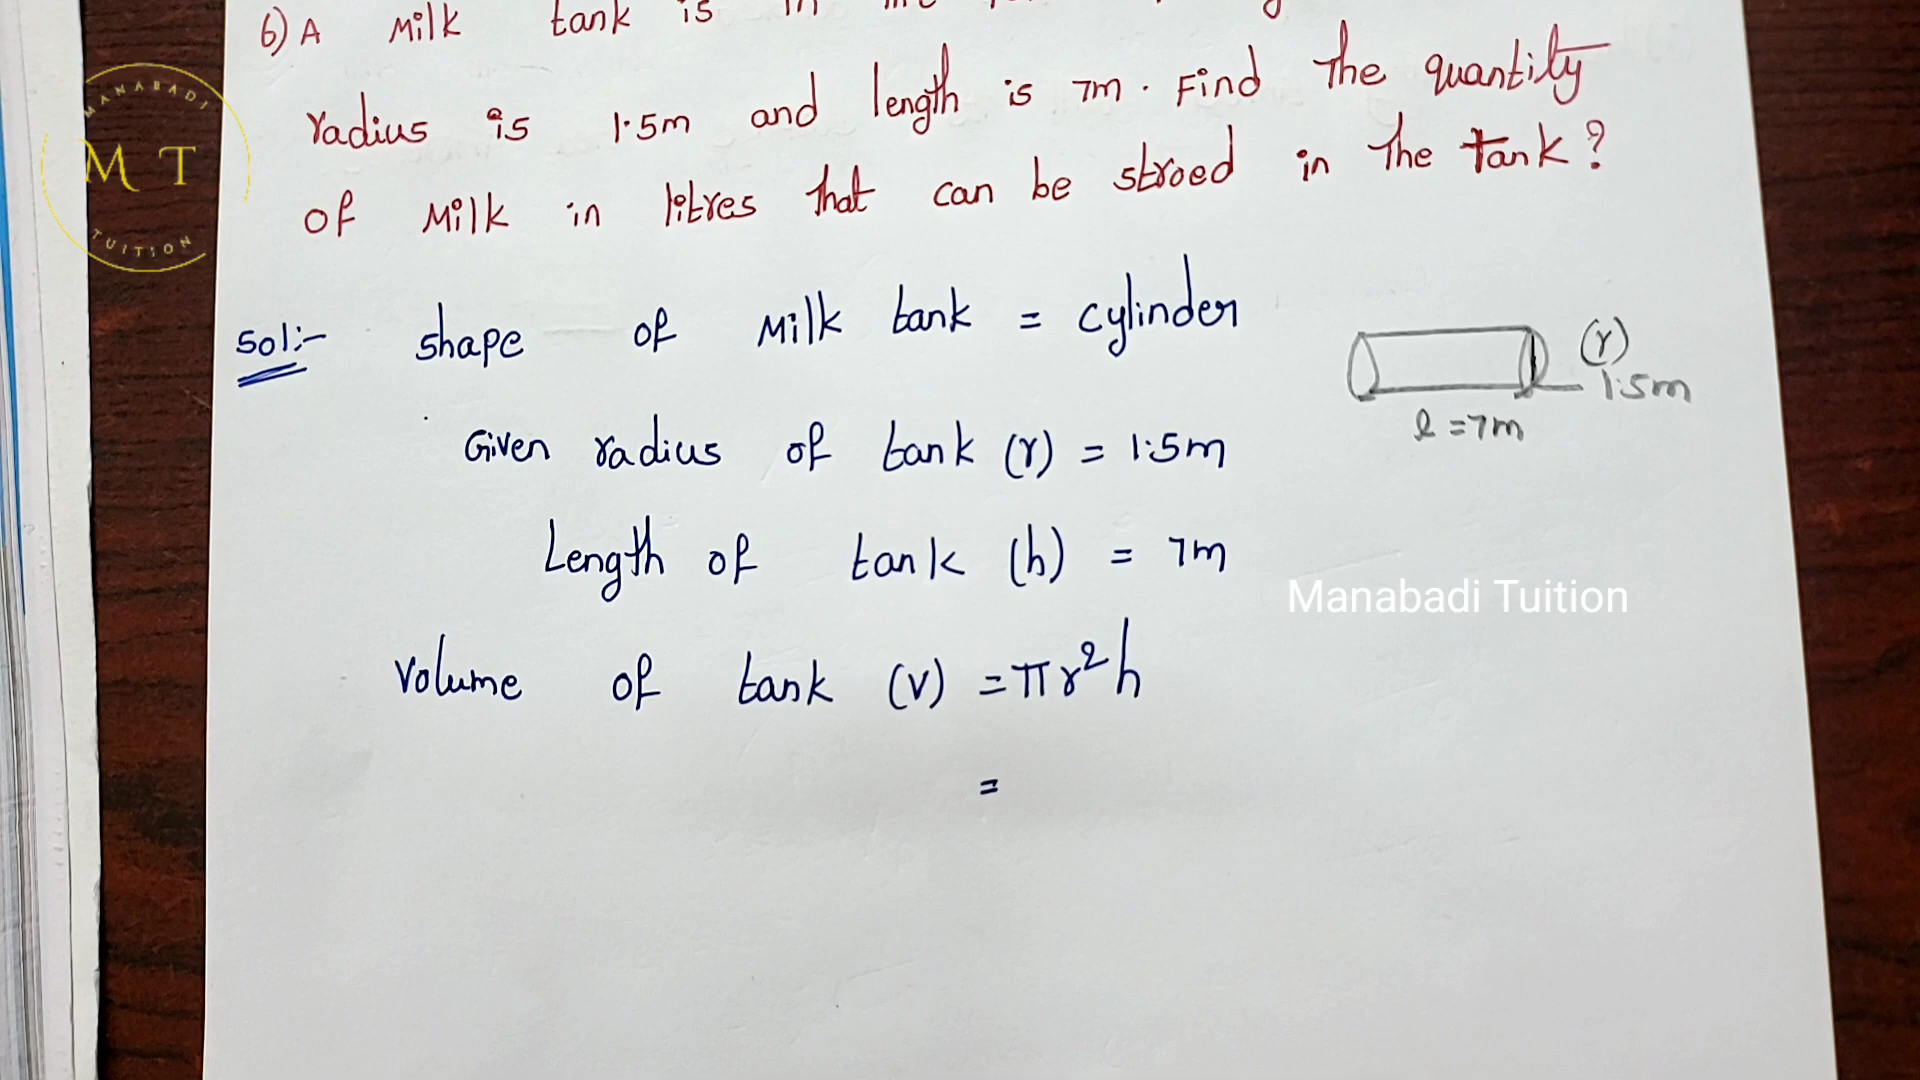 6) A Milk tank is in
radius is 1.5m and length is 7m. Find The quantity
of Milk in litres That can be stroed in The Tank?
MANABADI
M T
TUITION
Sol:- shape of Milk tank = cylinder
(r)
1.5m
l = 7m
Given radius of tank (r) = 1.5m
Length of tank (h) = 7m
Manabadi Tuition
Volume of tank (v) = πr²h
=